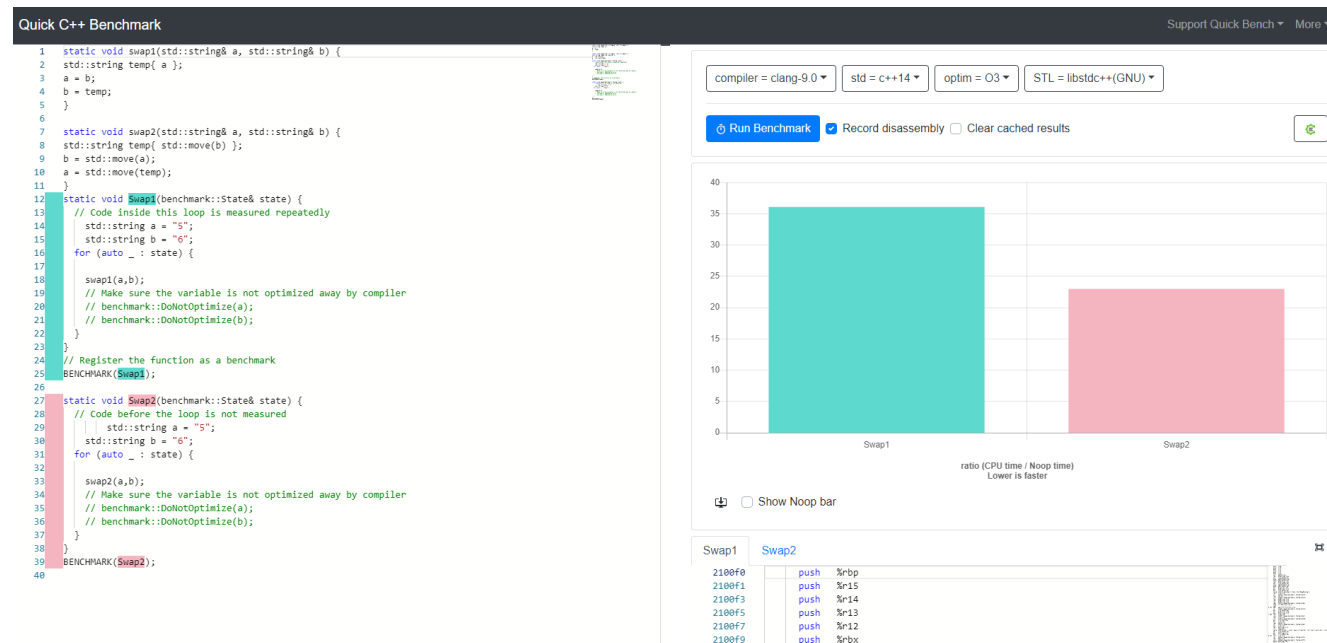 Quick C++ Benchmark
Support Quick Bench More
1 static void swap1(std::string& a, std::string& b) {
2 std::string temp{ a };
3 a = b;
4 b = temp;
5 }
6
7 static void swap2(std::string& a, std::string& b) {
8 std::string temp{ std::move(b) };
9 b = std::move(a);
10 a = std::move(temp);
11 }
12 static void Swap1(benchmark::State& state) {
13 // Code inside this loop is measured repeatedly
14 std::string a = "5";
15 std::string b = "6";
16 for (auto _ : state) {
17
18 swap1(a,b);
19 // Make sure the variable is not optimized away by compiler
20 // benchmark::DoNotOptimize(a);
21 // benchmark::DoNotOptimize(b);
22 }
23 }
24 // Register the function as a benchmark
25 BENCHMARK(Swap1);
26
27 static void Swap2(benchmark::State& state) {
28 // Code before the loop is not measured
29 std::string a = "5";
30 std::string b = "6";
31 for (auto _ : state) {
32
33 swap2(a,b);
34 // Make sure the variable is not optimized away by compiler
35 // benchmark::DoNotOptimize(a);
36 // benchmark::DoNotOptimize(b);
37 }
38 }
39 BENCHMARK(Swap2);
40
compiler = clang-9.0 std = c++14 optim = O3 STL = libstdc++(GNU)
Run Benchmark Record disassembly Clear cached results
40
35
30
25
20
15
10
5
0
Swap1 Swap2
ratio (CPU time / Noop time)
Lower is faster
Show Noop bar
Swap1 Swap2
2100f0 push %rbp
2100f1 push %r15
2100f3 push %r14
2100f5 push %r13
2100f7 push %r12
2100f9 push %rbx